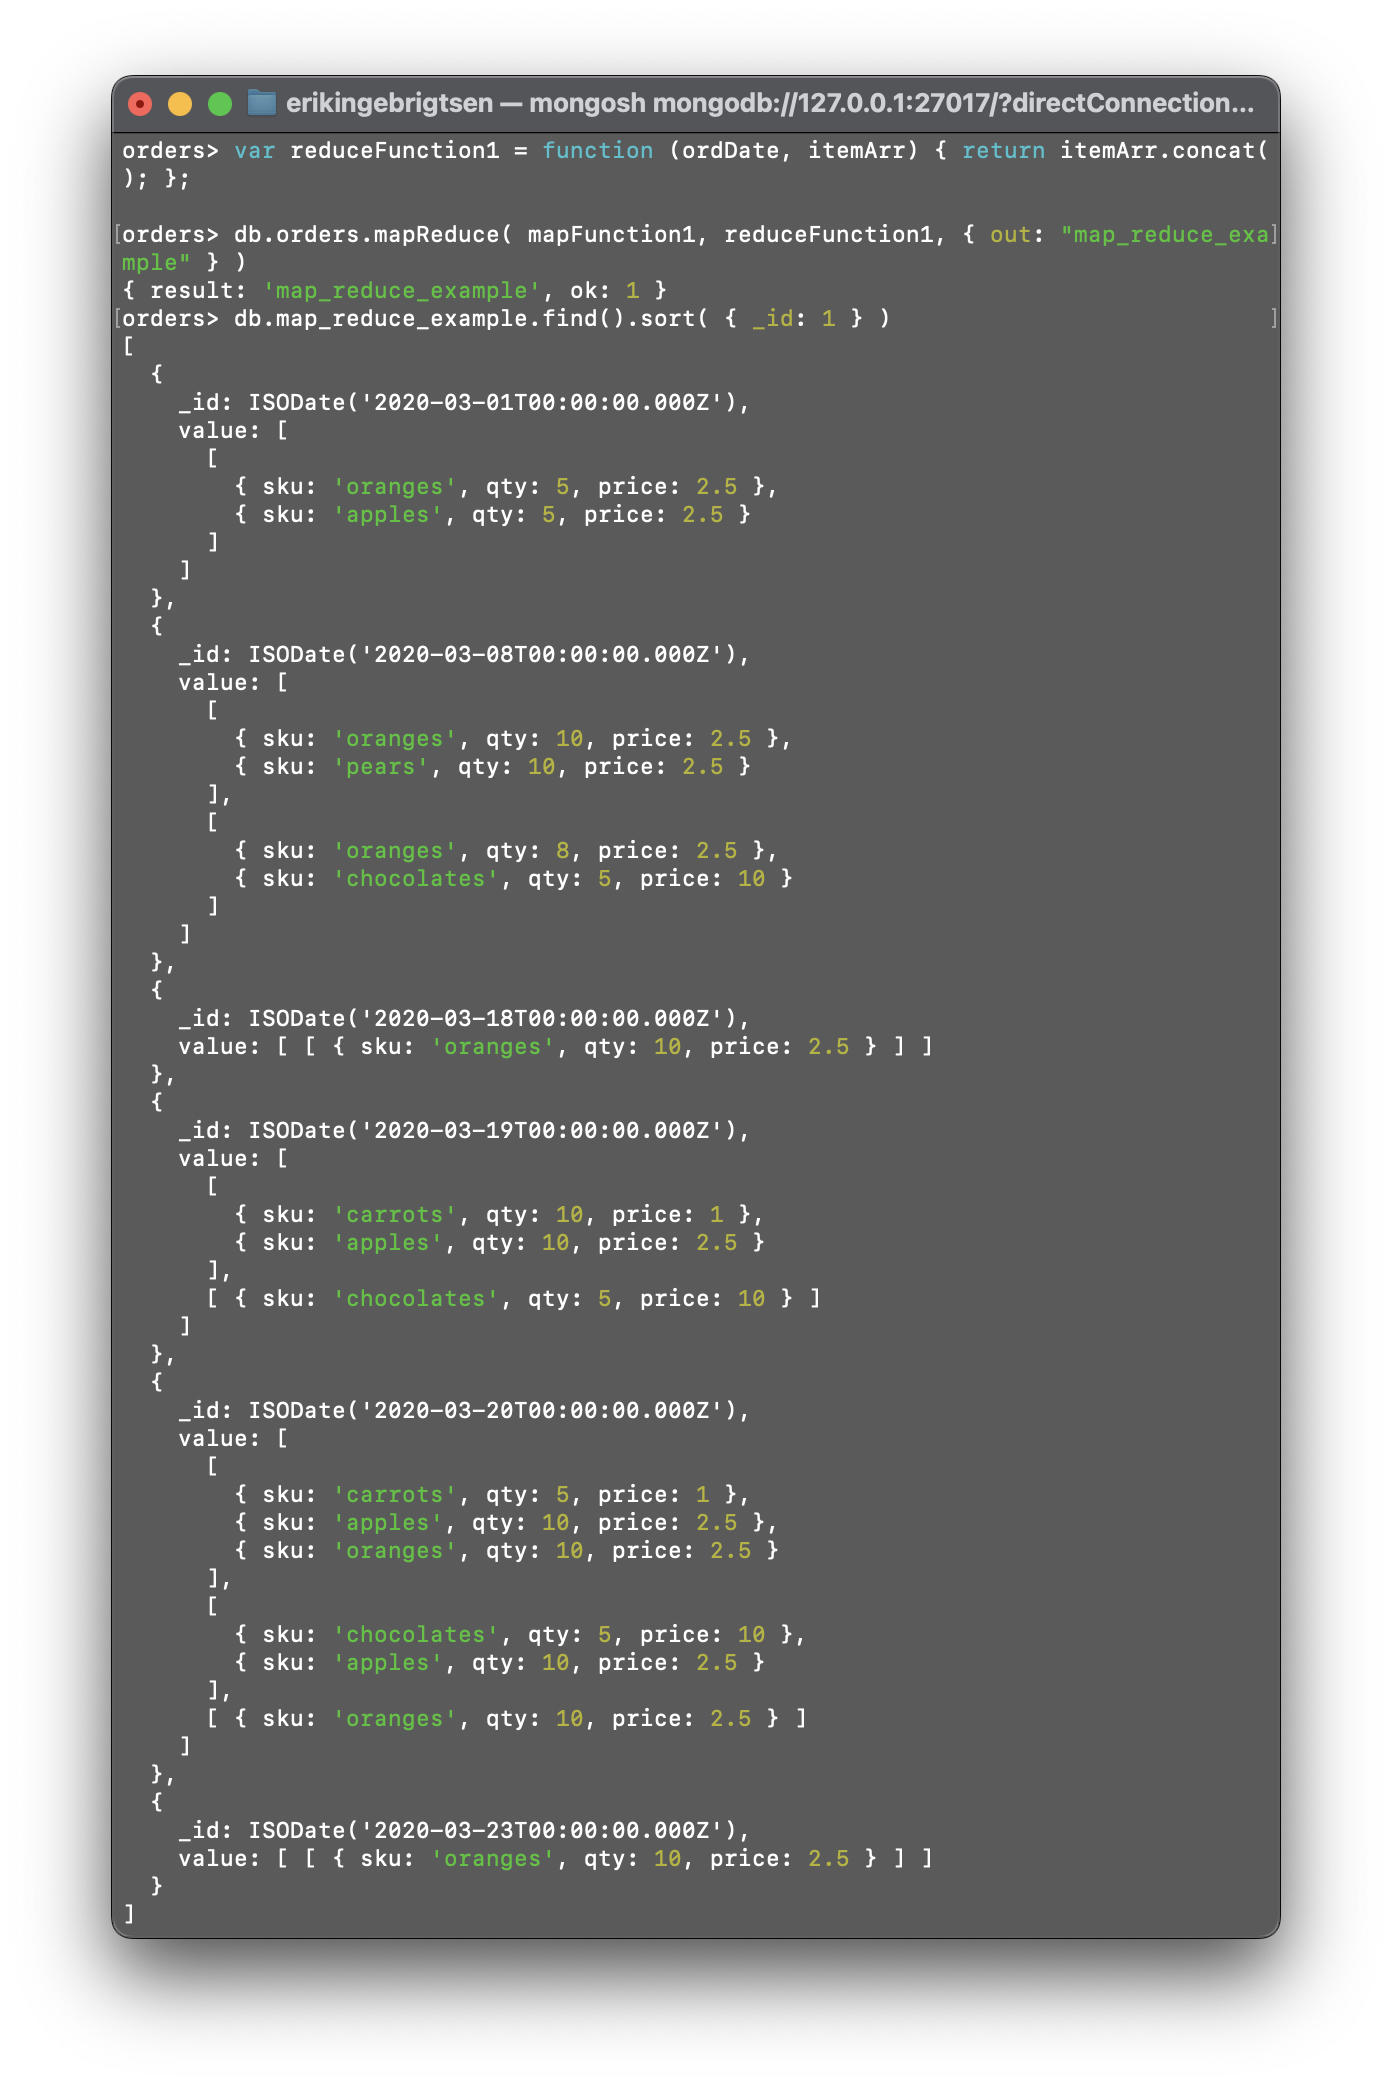 erikingebrigtsen — mongosh mongodb://127.0.0.1:27017/?directConnection...
orders> var reduceFunction1 = function (ordDate, itemArr) { return itemArr.concat(
); };
[orders> db.orders.mapReduce( mapFunction1, reduceFunction1, { out: "map_reduce_exa]
mple" } )
{ result: 'map_reduce_example', ok: 1 }
[orders> db.map_reduce_example.find().sort( { _id: 1 } ) ]
[
  {
    _id: ISODate('2020-03-01T00:00:00.000Z'),
    value: [
      [
        { sku: 'oranges', qty: 5, price: 2.5 },
        { sku: 'apples', qty: 5, price: 2.5 }
      ]
    ]
  },
  {
    _id: ISODate('2020-03-08T00:00:00.000Z'),
    value: [
      [
        { sku: 'oranges', qty: 10, price: 2.5 },
        { sku: 'pears', qty: 10, price: 2.5 }
      ],
      [
        { sku: 'oranges', qty: 8, price: 2.5 },
        { sku: 'chocolates', qty: 5, price: 10 }
      ]
    ]
  },
  {
    _id: ISODate('2020-03-18T00:00:00.000Z'),
    value: [ [ { sku: 'oranges', qty: 10, price: 2.5 } ] ]
  },
  {
    _id: ISODate('2020-03-19T00:00:00.000Z'),
    value: [
      [
        { sku: 'carrots', qty: 10, price: 1 },
        { sku: 'apples', qty: 10, price: 2.5 }
      ],
      [ { sku: 'chocolates', qty: 5, price: 10 } ]
    ]
  },
  {
    _id: ISODate('2020-03-20T00:00:00.000Z'),
    value: [
      [
        { sku: 'carrots', qty: 5, price: 1 },
        { sku: 'apples', qty: 10, price: 2.5 },
        { sku: 'oranges', qty: 10, price: 2.5 }
      ],
      [
        { sku: 'chocolates', qty: 5, price: 10 },
        { sku: 'apples', qty: 10, price: 2.5 }
      ],
      [ { sku: 'oranges', qty: 10, price: 2.5 } ]
    ]
  },
  {
    _id: ISODate('2020-03-23T00:00:00.000Z'),
    value: [ [ { sku: 'oranges', qty: 10, price: 2.5 } ] ]
  }
]